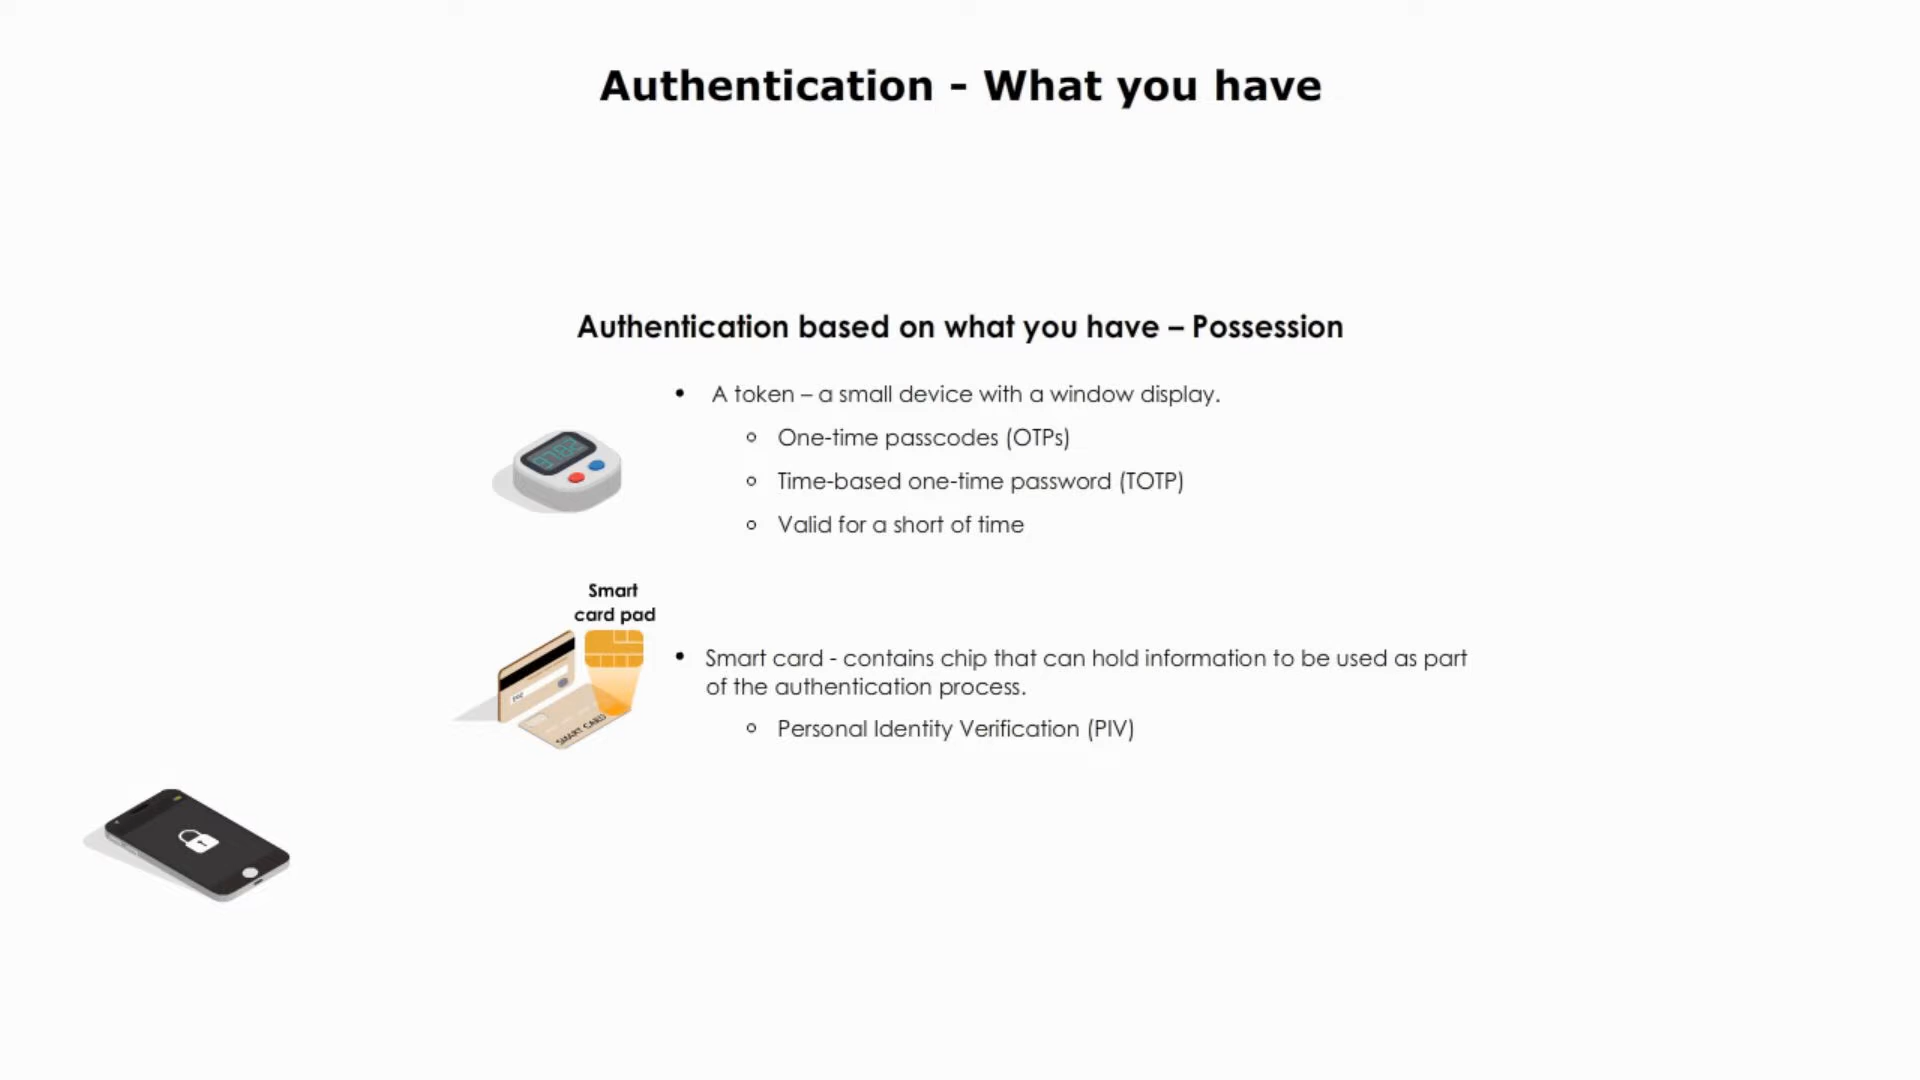 Authentication - What you have
Authentication based on what you have – Possession
• A token – a small device with a window display.
○ One-time passcodes (OTPs)
○ Time-based one-time password (TOTP)
○ Valid for a short of time
Smart
card pad
• Smart card - contains chip that can hold information to be used as part
of the authentication process.
○ Personal Identity Verification (PIV)
SMART CARD